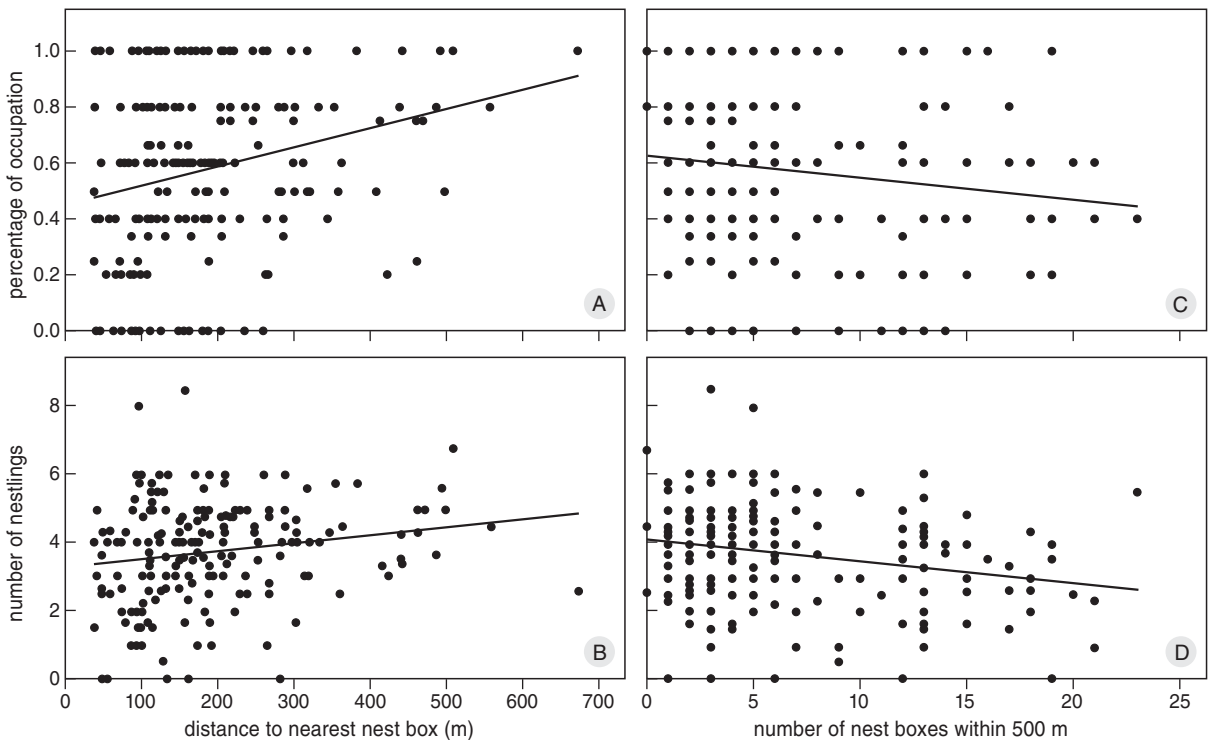 percentage of occupation
1.0
0.8
0.6
0.4
0.2
0.0
A
C
number of nestlings
8
6
4
2
0
B
D
0 100 200 300 400 500 600 700
distance to nearest nest box (m)
0 5 10 15 20 25
number of nest boxes within 500 m